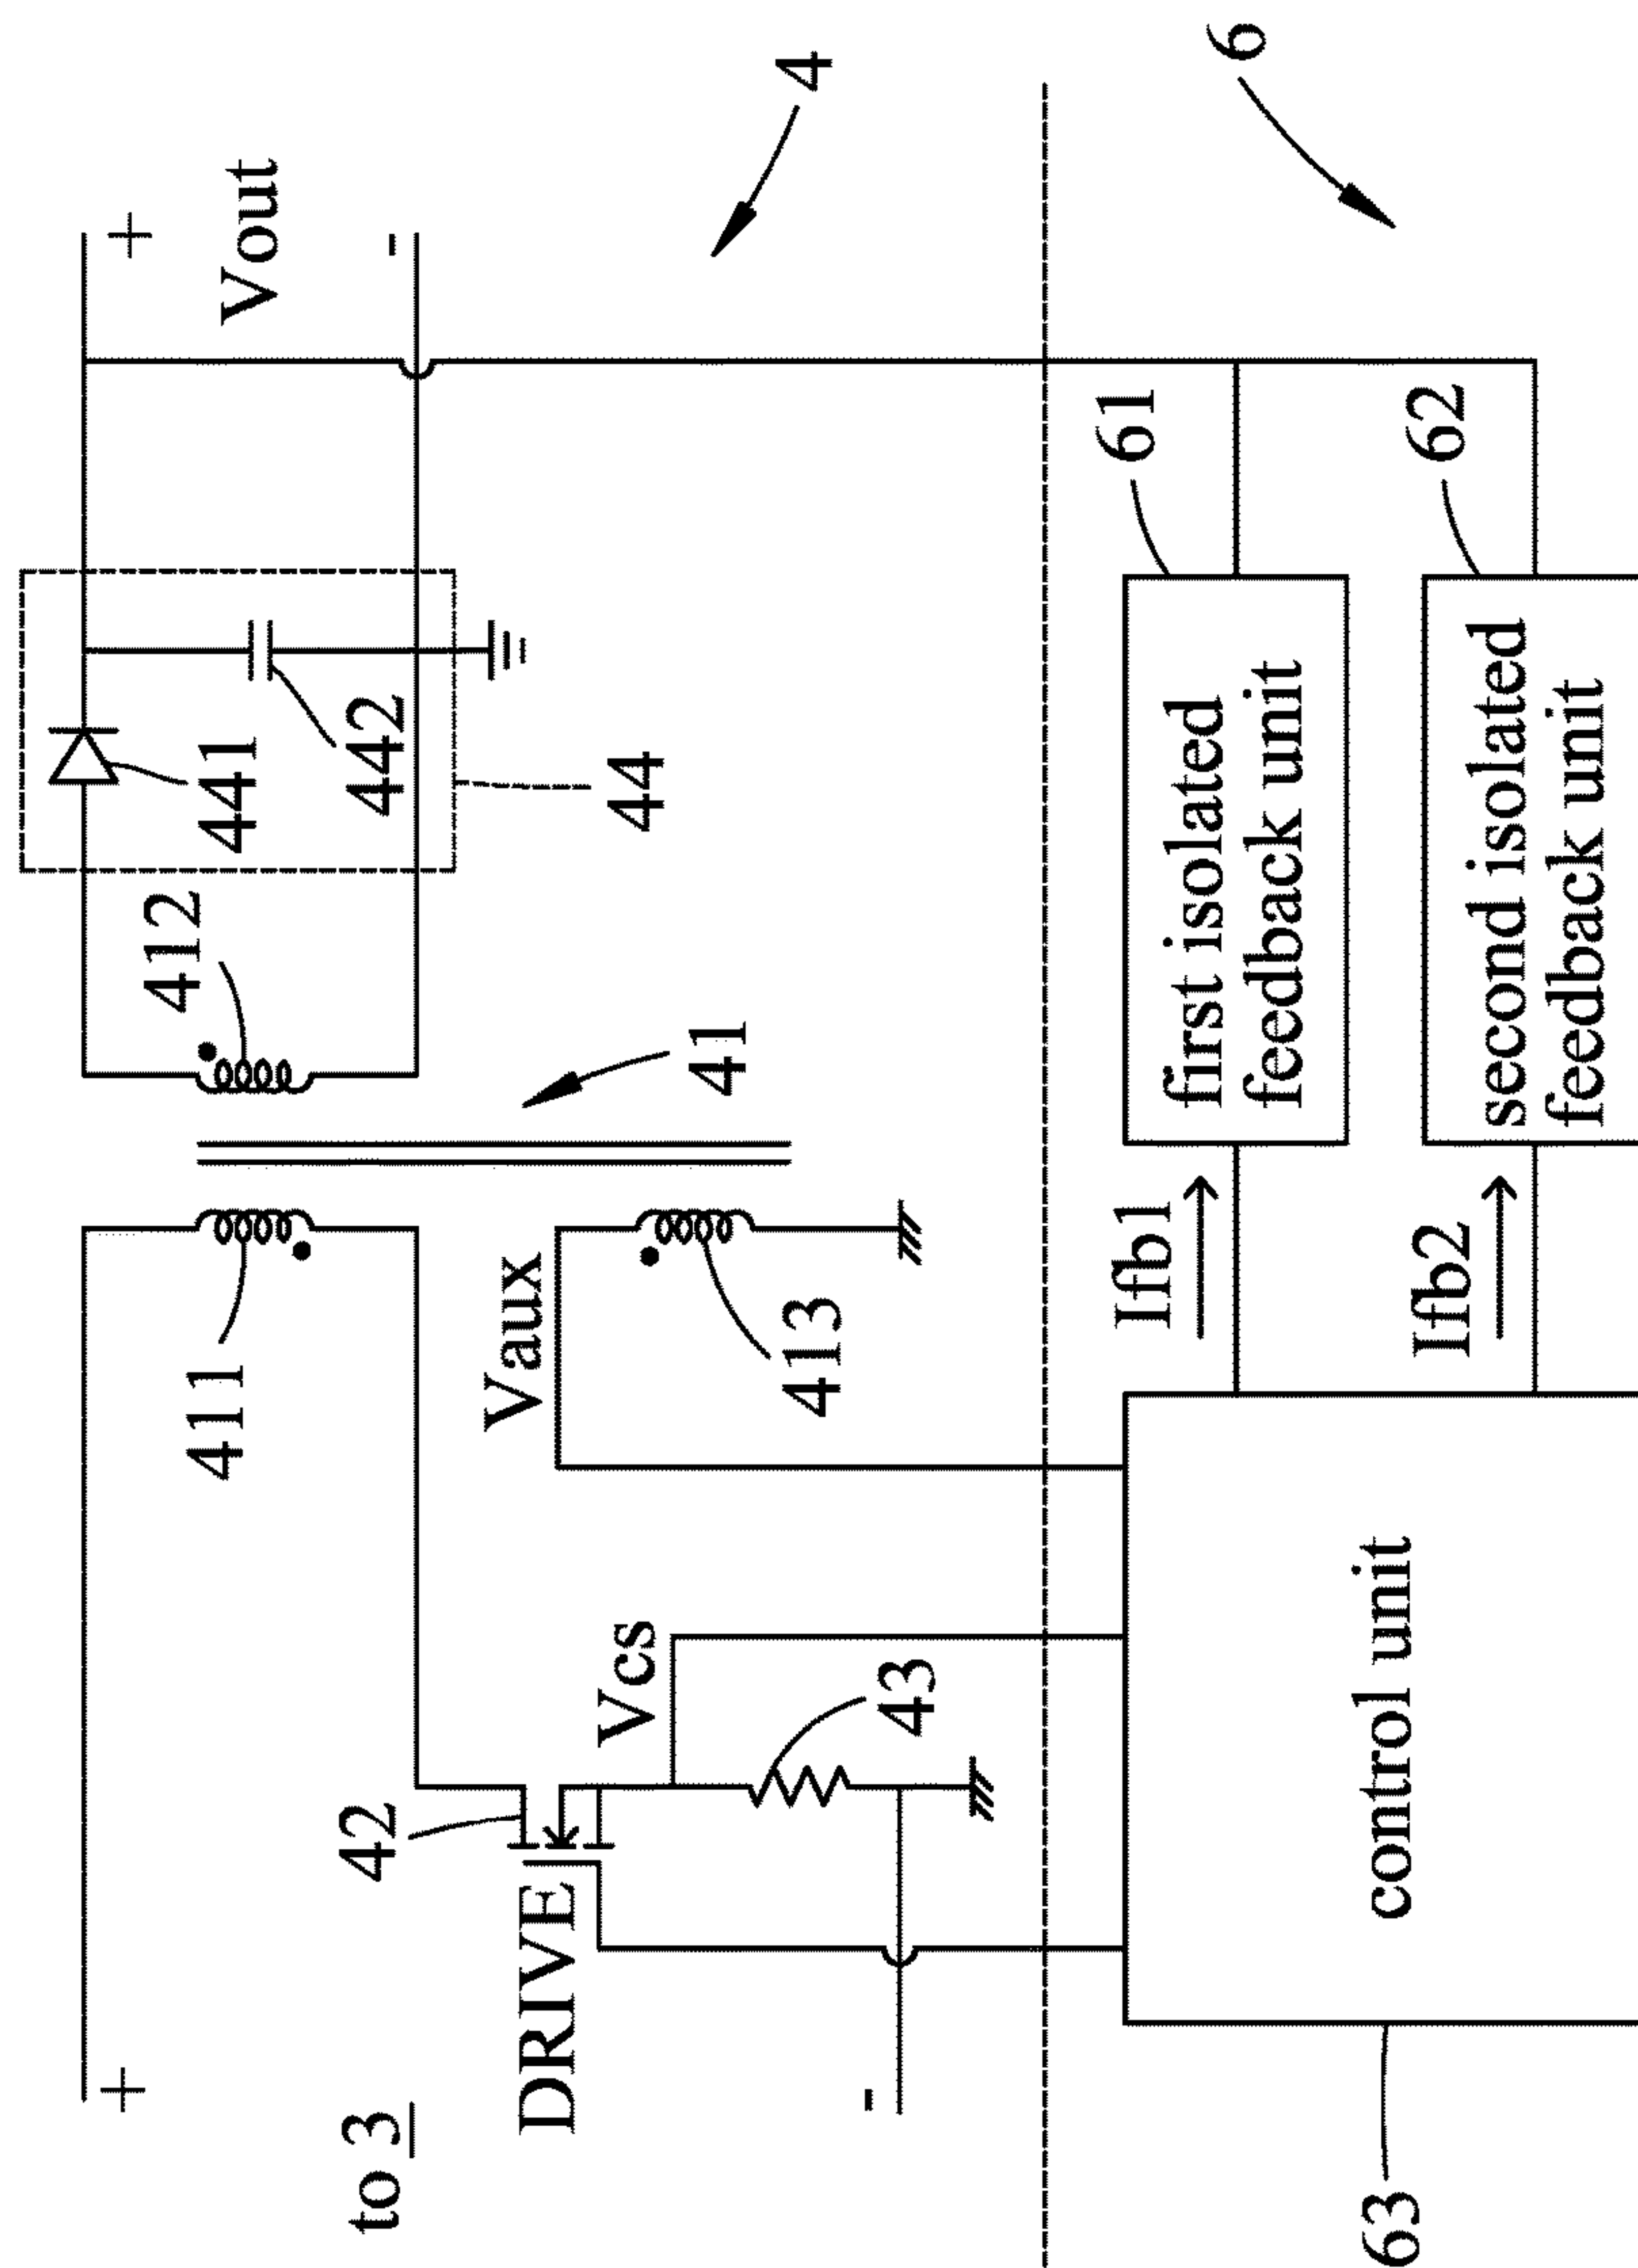 +
+
412
411
441
Vout
to 3
42
442
-
Vaux
DRIVE
Vcs
44
41
4
413
-
43
6
Ifb1
61
first isolated
feedback unit
63
control unit
Ifb2
62
second isolated
feedback unit